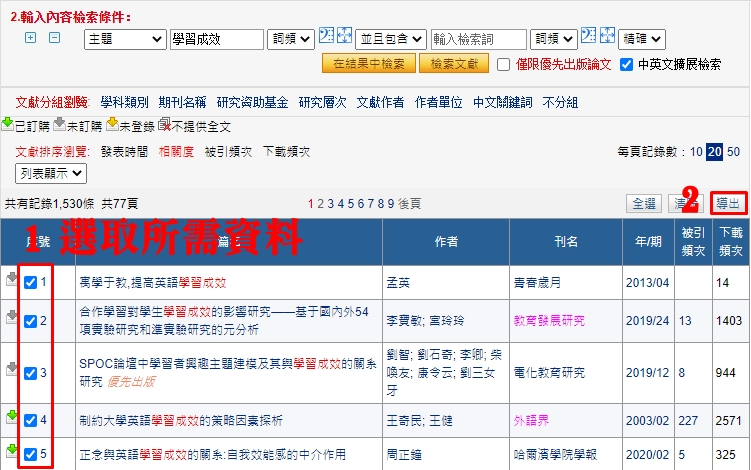 2.輸入內容檢索條件：
主題 學習成效 詞頻 並且包含 輸入檢索詞 詞頻 精確
在結果中檢索 檢索文獻 僅限優先出版論文 中英文擴展檢索
文獻分組瀏覽: 學科類別 期刊名稱 研究資助基金 研究層次 文獻作者 作者單位 中文關鍵詞 不分組
已訂購 未訂購 未登錄 不提供全文
文獻排序瀏覽: 發表時間 相關度 被引頻次 下載頻次 每頁記錄數：10 20 50
列表顯示
共有記錄1,530條 共77頁 1 2 3 4 5 6 7 8 9 後頁 全選 2 導出
1 選取所需資料
序號 作者 刊名 年/期 被引頻次 下載頻次
1 寓學于教,提高英語學習成效 孟英 青春歲月 2013/04 14
2 合作學習對學生學習成效的影響研究——基于國內外54
項實驗研究和準實驗研究的元分析 李寶敏; 宮玲玲 教育發展研究 2019/24 13 1403
3 SPOC論壇中學習者興趣主題建模及其與學習成效的關系
研究 優先出版 劉智; 劉石奇; 李卿; 柴
喚友; 康令云; 劉三女
牙 電化教育研究 2019/12 8 944
4 制約大學英語學習成效的策略因素探析 王奇民; 王健 外語界 2003/02 227 2571
5 正念與英語學習成效的關系:自我效能感的中介作用 周正鐘 哈爾濱學院學報 2020/02 5 325